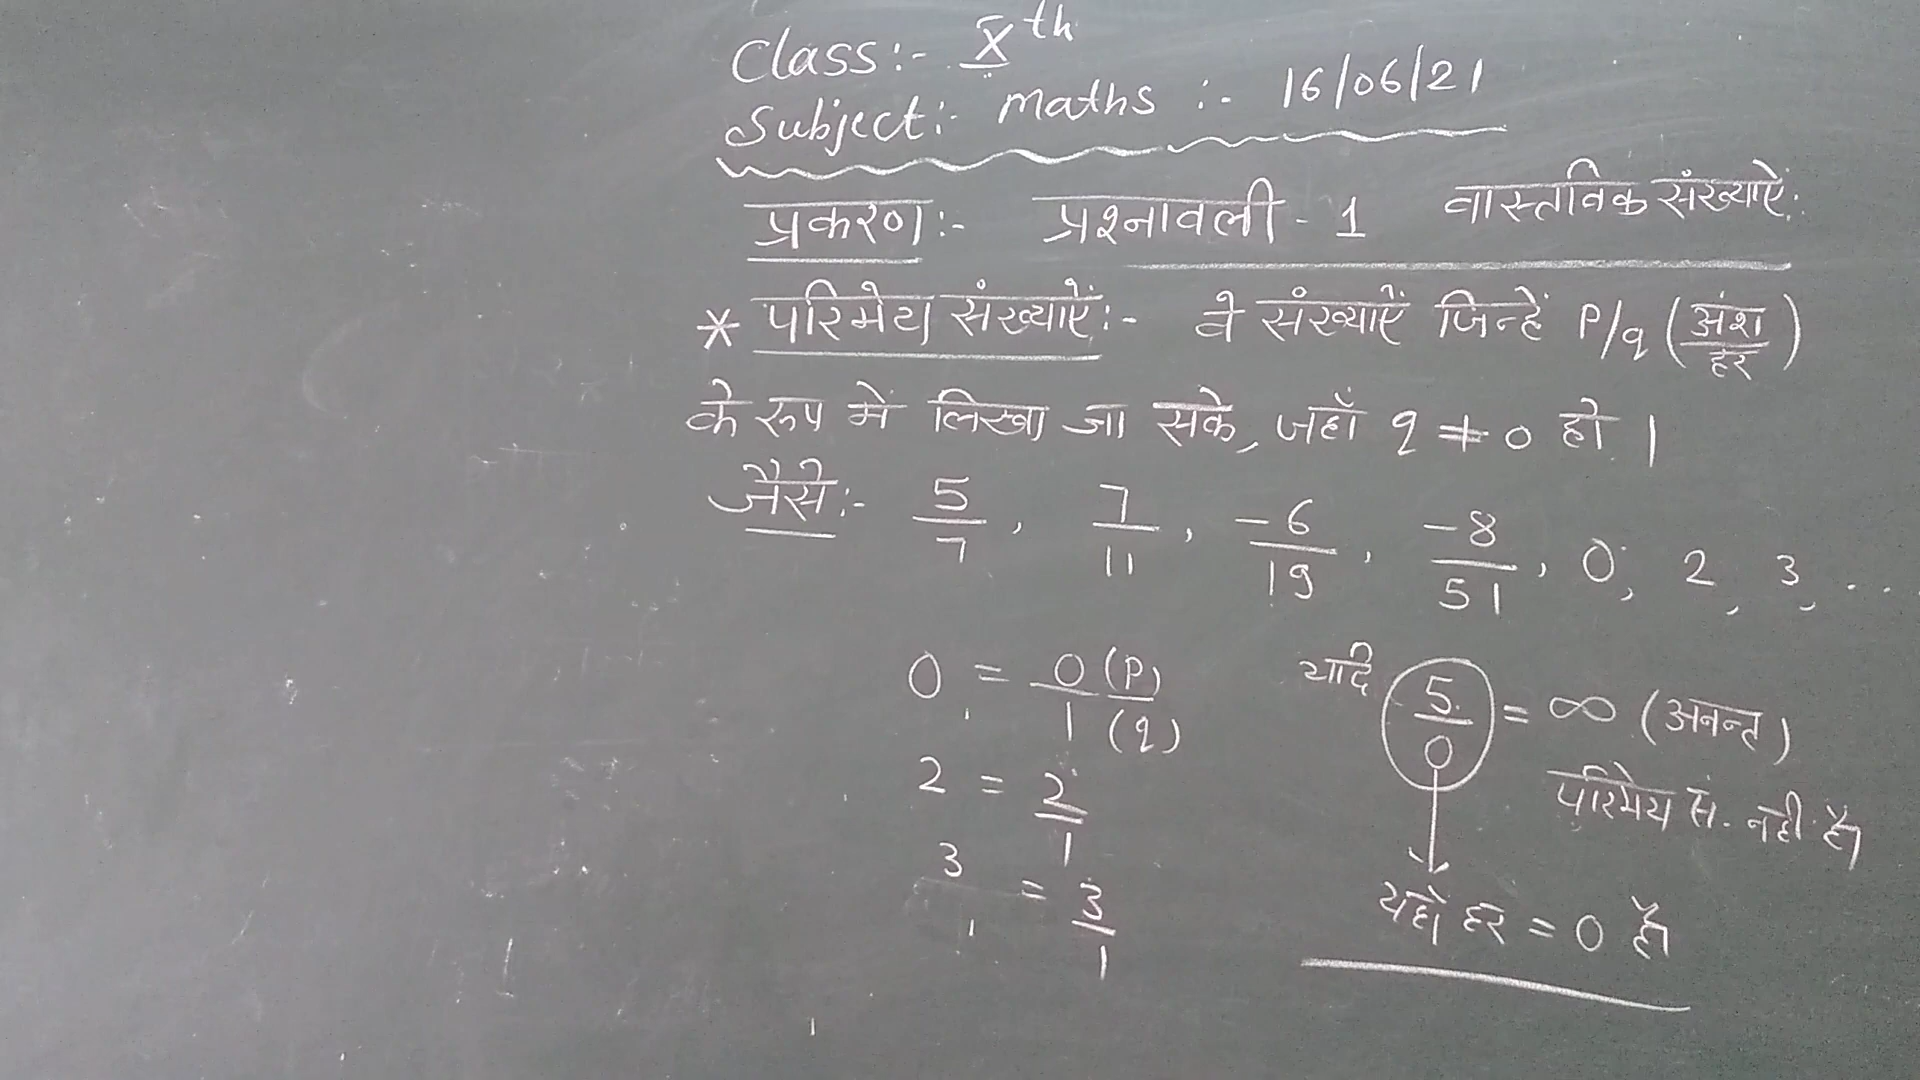 Class:- Xth
Subject:- maths :- 16/06/21
प्रकरण:- प्रश्नावली - 1 वास्तविक संख्याऐं:
* परिमेय संख्याऐं:- वे संख्याऐं जिन्हें P/q (अंश/हर)
के रूप में लिखा जा सके, जहाँ q ≠ 0 हो।
जैसे:- 5/7, 7/11, -6/19, -8/51, 0, 2, 3, ...
0 = 0/1 (P)/(q)
2 = 2/1
3 = 3/1
यदि 5/0 = ∞ (अनन्त)
परिमेय सं. नही है।
यहाँ हर = 0 है।